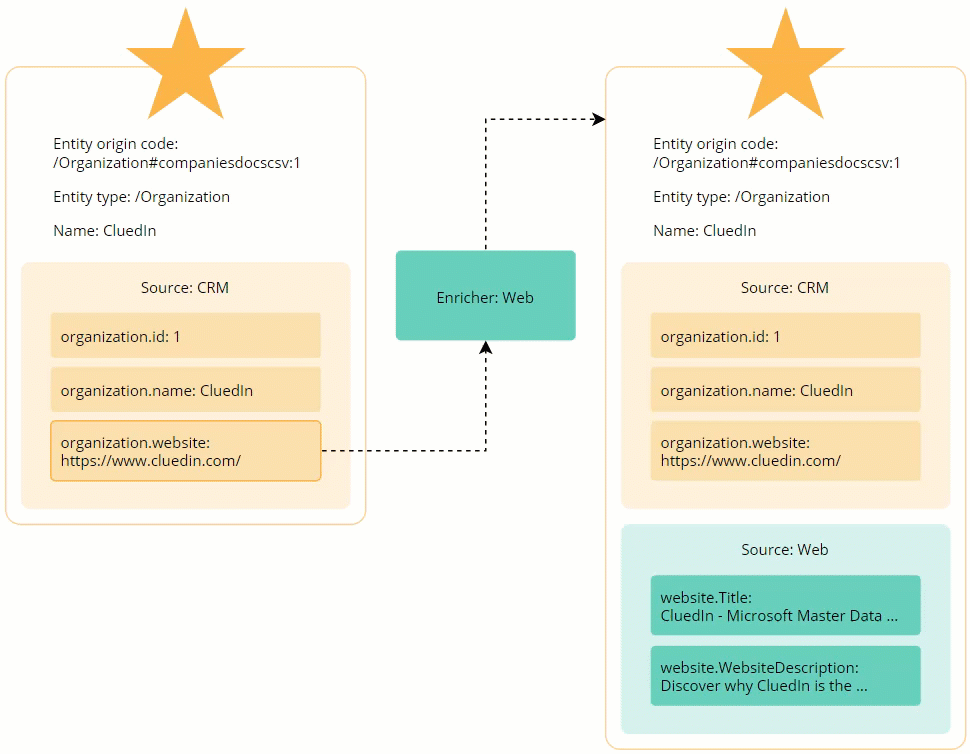 Entity origin code:
/Organization#companiesdocscsv:1
Entity type: /Organization
Name: CluedIn
Source: CRM
organization.id: 1
organization.name: CluedIn
organization.website:
https://www.cluedin.com/
Enricher: Web
Entity origin code:
/Organization#companiesdocscsv:1
Entity type: /Organization
Name: CluedIn
Source: CRM
organization.id: 1
organization.name: CluedIn
organization.website:
https://www.cluedin.com/
Source: Web
website.Title:
CluedIn - Microsoft Master Data ...
website.WebsiteDescription:
Discover why CluedIn is the ...